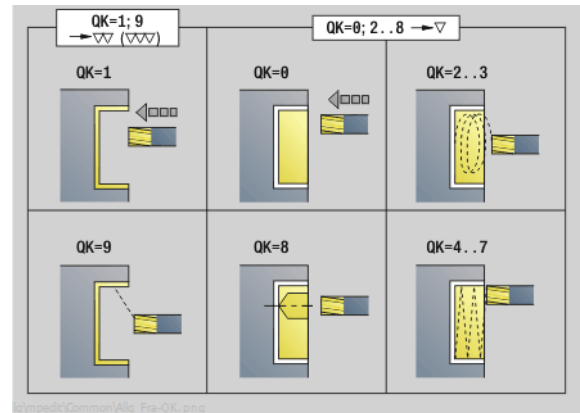 QK=1; 9
→▽▽ (▽▽▽)
QK=0; 2..8 →▽
QK=1
QK=0
QK=2..3
QK=9
QK=8
QK=4..7